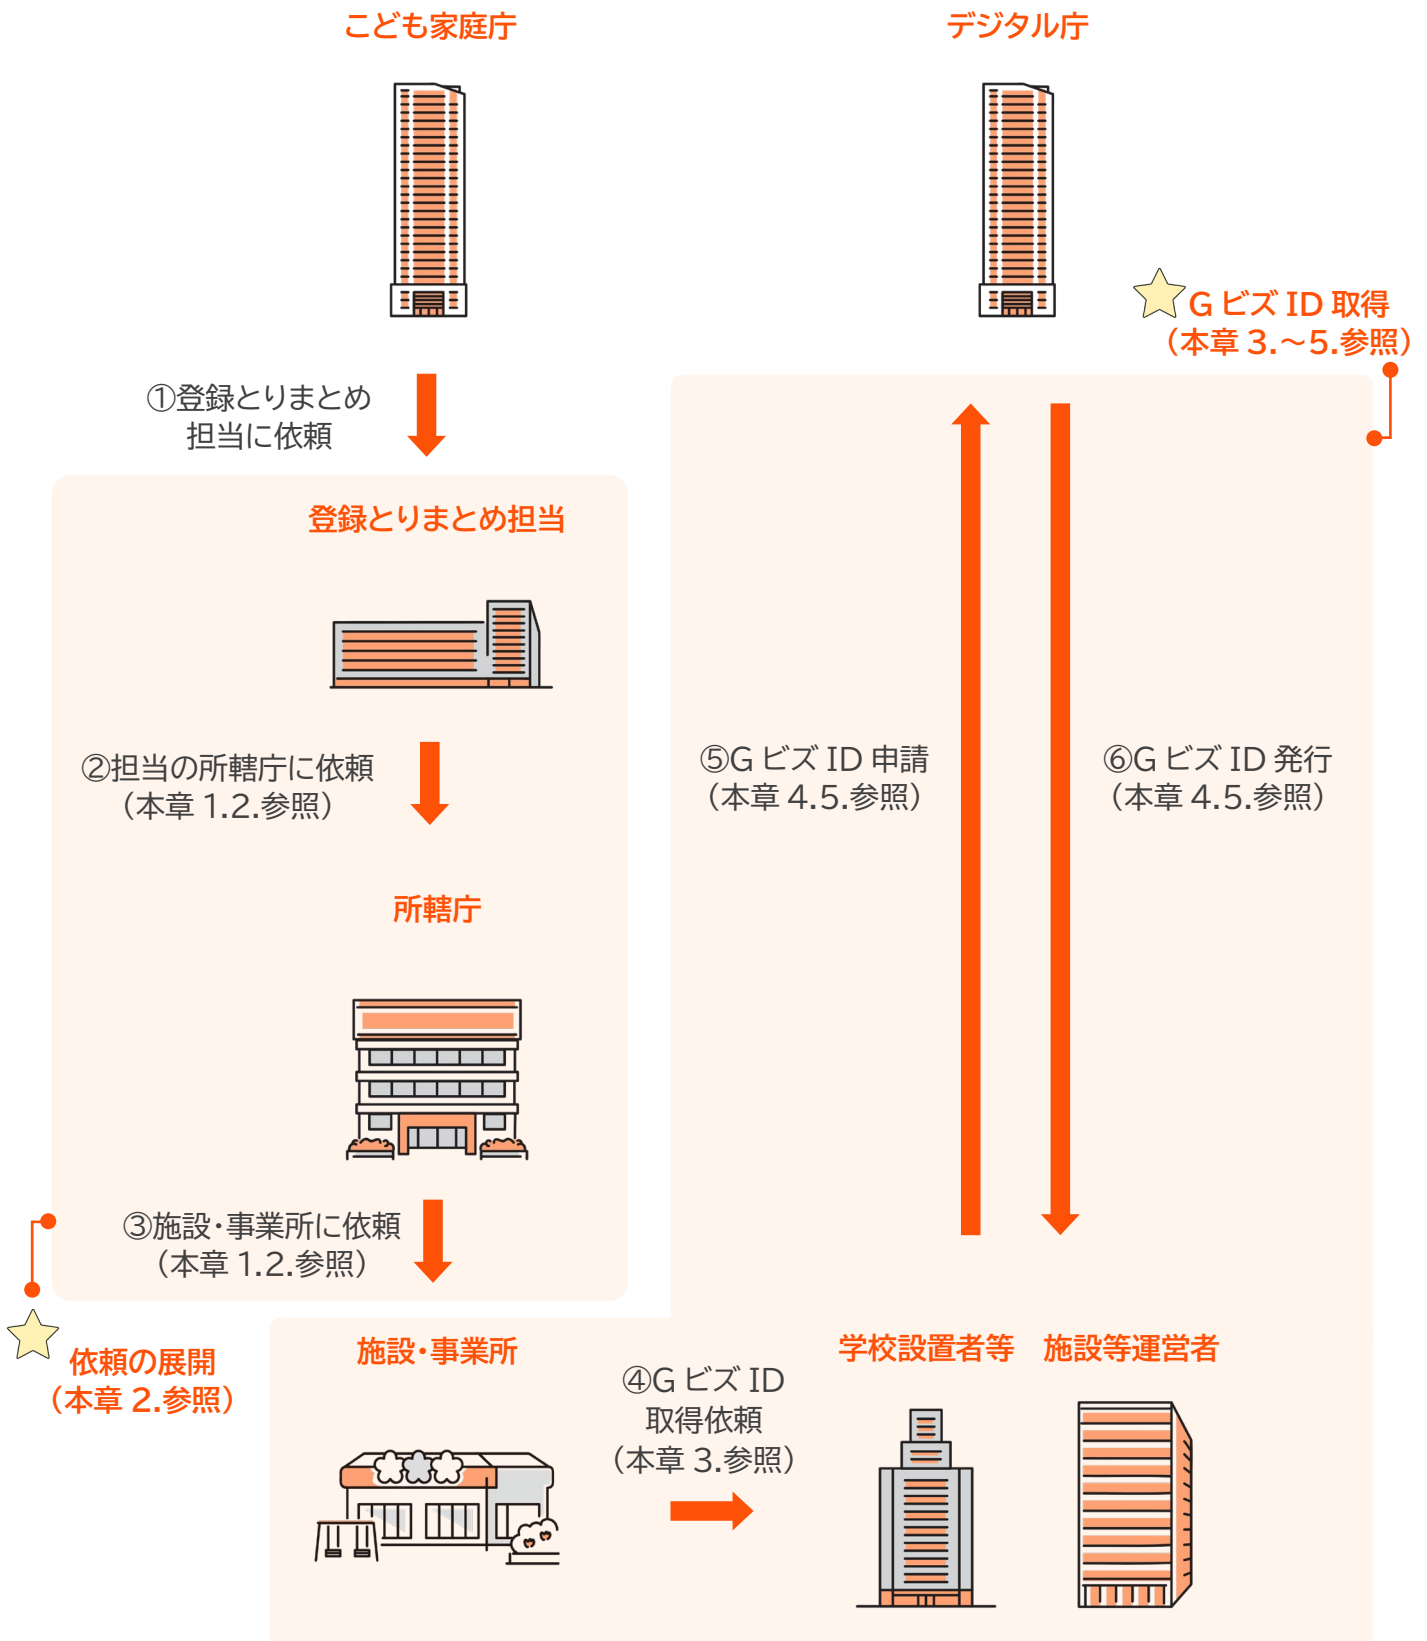 こども家庭庁
デジタル庁
Gビズ ID 取得
（本章 3.～5.参照）
①登録とりまとめ
担当に依頼
登録とりまとめ担当
②担当の所轄庁に依頼
（本章 1.2.参照）
⑤G ビズ ID 申請
（本章 4.5.参照）
⑥G ビズ ID 発行
（本章 4.5.参照）
所轄庁
③施設・事業所に依頼
（本章 1.2.参照）
依頼の展開
（本章 2.参照）
施設・事業所
④G ビズ ID
取得依頼
（本章 3.参照）
学校設置者等
施設等運営者